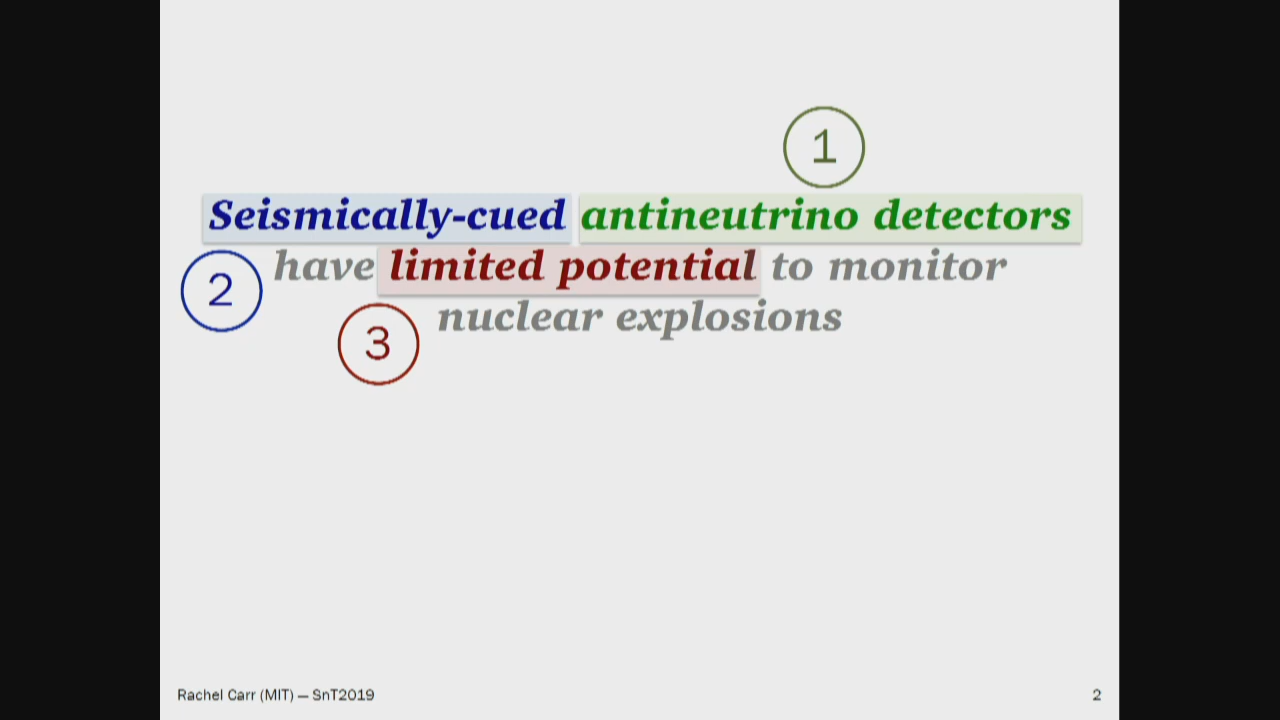 1
Seismically-cued antineutrino detectors
2 have limited potential to monitor
3 nuclear explosions
Rachel Carr (MIT) — SnT2019
2